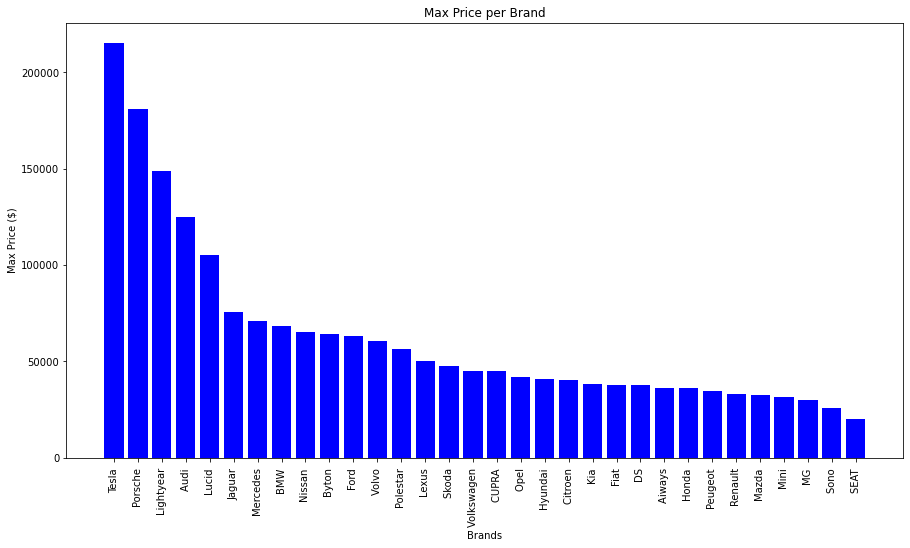 Max Price per Brand
Max Price ($)
200000
150000
100000
50000
0
Tesla
Porsche
Lightyear
Audi
Lucid
Jaguar
Mercedes
BMW
Nissan
Byton
Ford
Volvo
Polestar
Lexus
Skoda
Volkswagen
CUPRA
Opel
Hyundai
Citroen
Kia
Fiat
DS
Aiways
Honda
Peugeot
Renault
Mazda
Mini
MG
Sono
SEAT
Brands